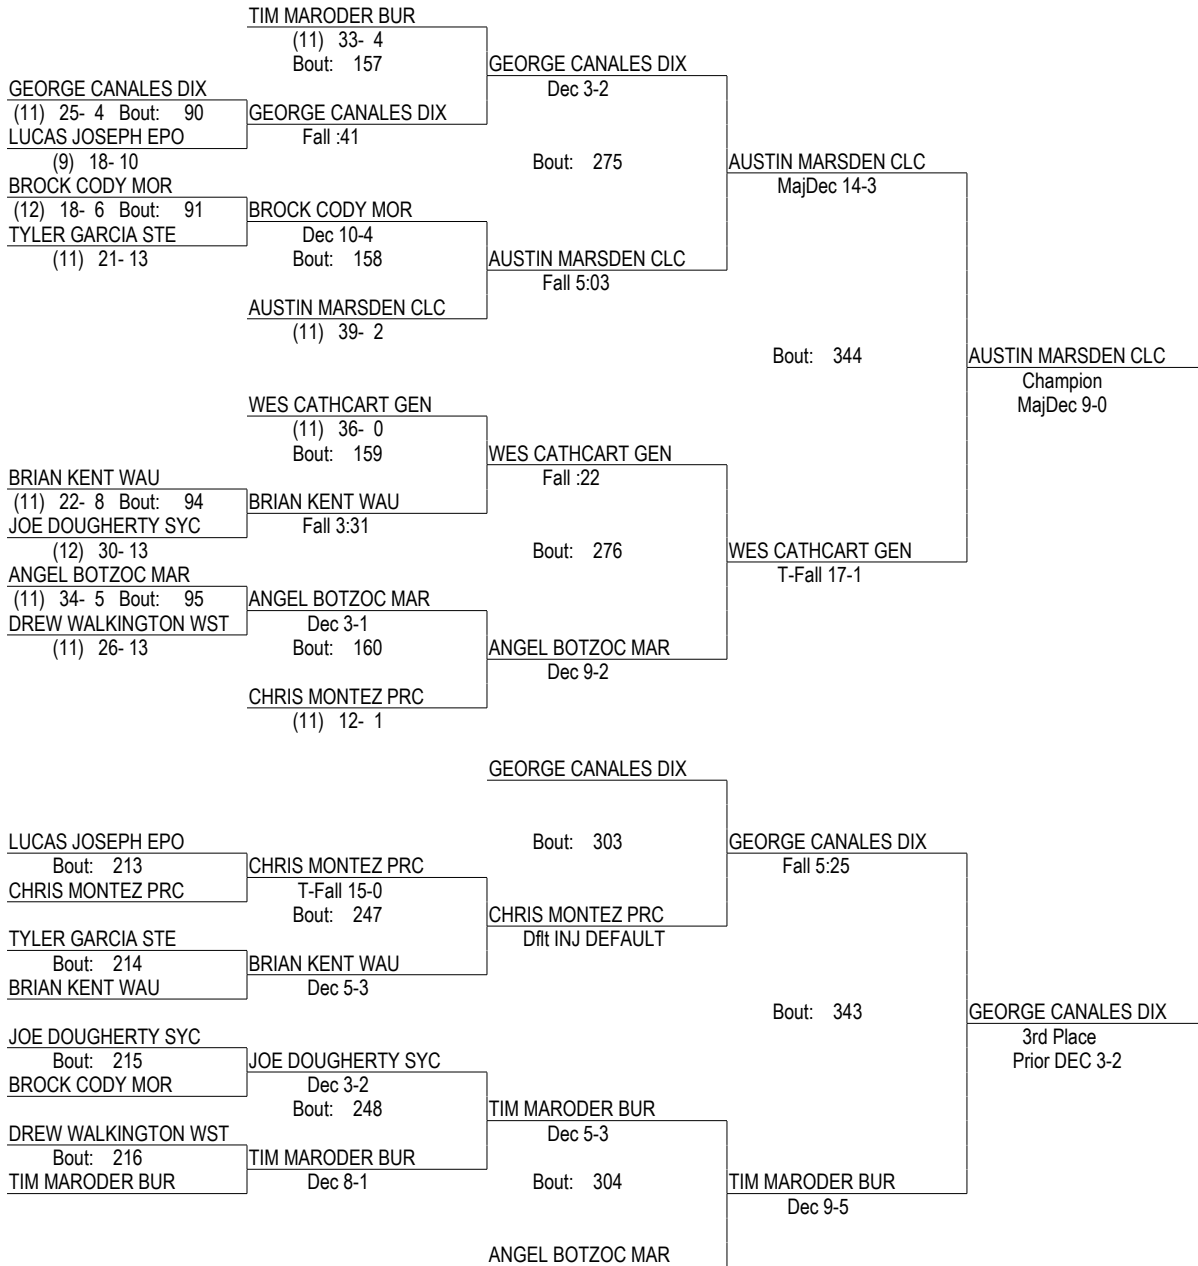 TIM MARODER BUR
(11) 33- 4
Bout: 157
GEORGE CANALES DIX
Dec 3-2
GEORGE CANALES DIX
(11) 25- 4 Bout: 90
GEORGE CANALES DIX
LUCAS JOSEPH EPO
Fall :41
(9) 18- 10
Bout: 275
AUSTIN MARSDEN CLC
MajDec 14-3
BROCK CODY MOR
(12) 18- 6 Bout: 91
BROCK CODY MOR
TYLER GARCIA STE
Dec 10-4
(11) 21- 13
Bout: 158
AUSTIN MARSDEN CLC
Fall 5:03
AUSTIN MARSDEN CLC
(11) 39- 2
Bout: 344
AUSTIN MARSDEN CLC
Champion
MajDec 9-0
WES CATHCART GEN
(11) 36- 0
Bout: 159
WES CATHCART GEN
Fall :22
BRIAN KENT WAU
(11) 22- 8 Bout: 94
BRIAN KENT WAU
JOE DOUGHERTY SYC
Fall 3:31
(12) 30- 13
Bout: 276
WES CATHCART GEN
T-Fall 17-1
ANGEL BOTZOC MAR
(11) 34- 5 Bout: 95
ANGEL BOTZOC MAR
DREW WALKINGTON WST
Dec 3-1
(11) 26- 13
Bout: 160
ANGEL BOTZOC MAR
Dec 9-2
CHRIS MONTEZ PRC
(11) 12- 1
GEORGE CANALES DIX
Bout: 303
GEORGE CANALES DIX
Fall 5:25
LUCAS JOSEPH EPO
Bout: 213
CHRIS MONTEZ PRC
CHRIS MONTEZ PRC
T-Fall 15-0
Bout: 247
CHRIS MONTEZ PRC
Dflt INJ DEFAULT
TYLER GARCIA STE
Bout: 214
BRIAN KENT WAU
BRIAN KENT WAU
Dec 5-3
Bout: 343
GEORGE CANALES DIX
3rd Place
Prior DEC 3-2
JOE DOUGHERTY SYC
Bout: 215
JOE DOUGHERTY SYC
BROCK CODY MOR
Dec 3-2
Bout: 248
TIM MARODER BUR
Dec 5-3
DREW WALKINGTON WST
Bout: 216
TIM MARODER BUR
TIM MARODER BUR
Dec 8-1
Bout: 304
TIM MARODER BUR
Dec 9-5
ANGEL BOTZOC MAR